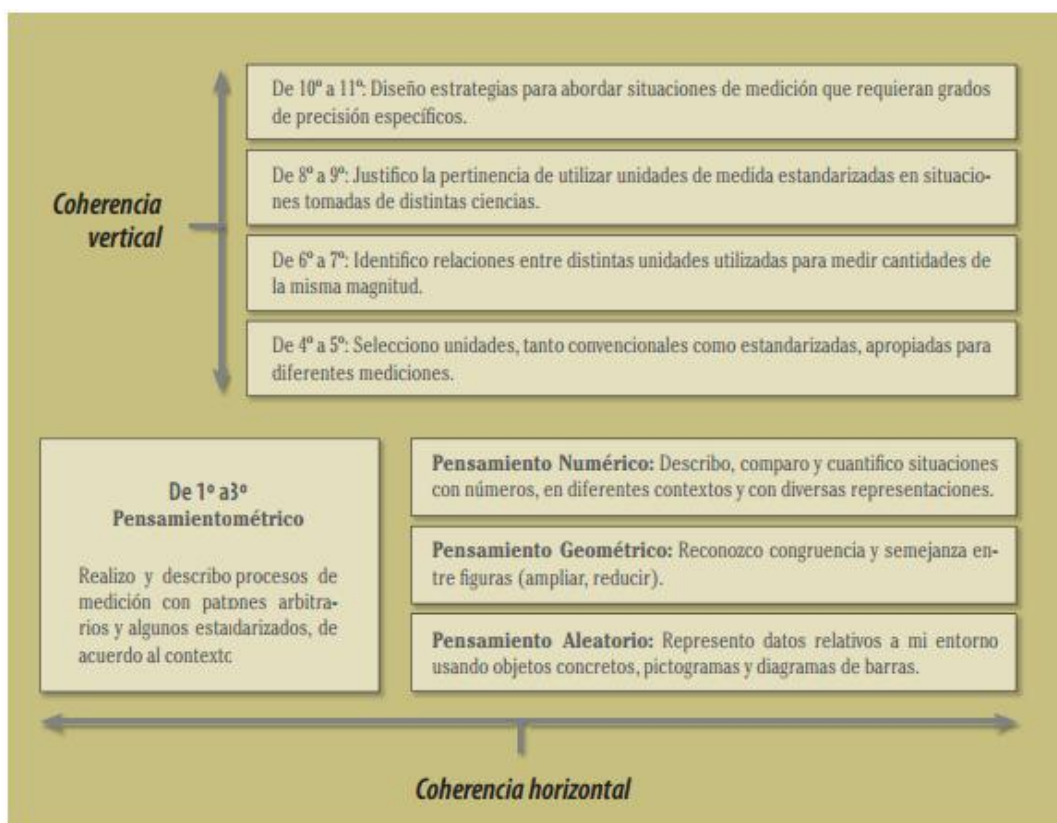 De 10º a 11º: Diseño estrategias para abordar situaciones de medición que requieran grados
de precisión específicos.
De 8º a 9º: Justifico la pertinencia de utilizar unidades de medida estandarizadas en situacio-
nes tomadas de distintas ciencias.
Coherencia
vertical
De 6º a 7º: Identifico relaciones entre distintas unidades utilizadas para medir cantidades de
la misma magnitud.
De 4º a 5º: Selecciono unidades, tanto convencionales como estandarizadas, apropiadas para
diferentes mediciones.
De 1º a3º
Pensamientométrico
Realizo y describo procesos de
medición con patrones arbitra-
rios y algunos estandarizados, de
acuerdo al contexto
Pensamiento Numérico: Describo, comparo y cuantifico situaciones
con números, en diferentes contextos y con diversas representaciones.
Pensamiento Geométrico: Reconozco congruencia y semejanza en-
tre figuras (ampliar, reducir).
Pensamiento Aleatorio: Represento datos relativos a mi entorno
usando objetos concretos, pictogramas y diagramas de barras.
Coherencia horizontal